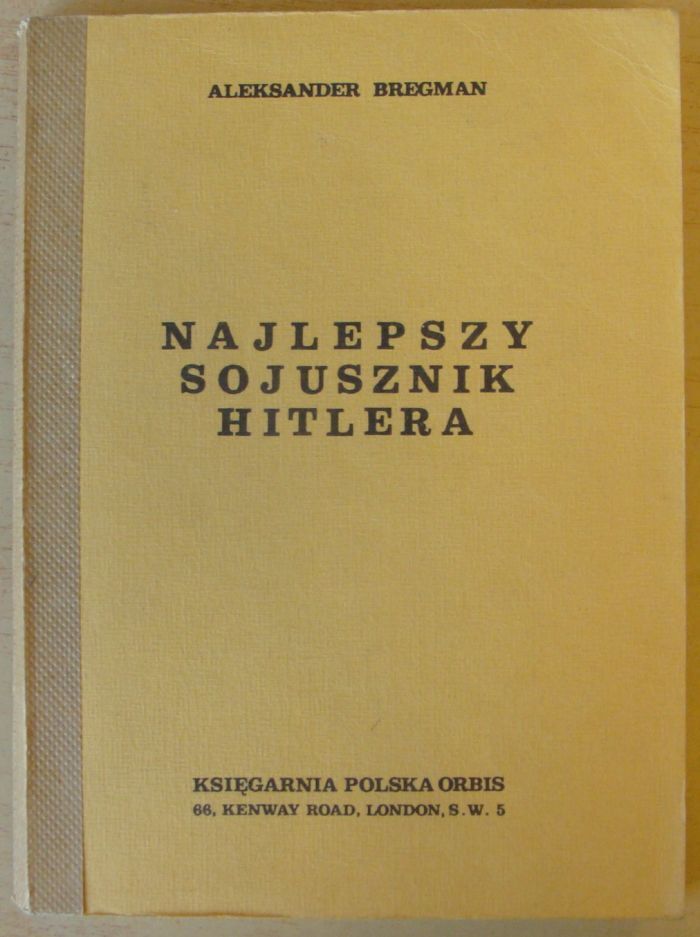 ALEKSANDER BREGMAN
NAJLEPSZY
SOJUSZNIK
HITLERA
KSIĘGARNIA POLSKA ORBIS
66, KENWAY ROAD, LONDON, S.W. 5